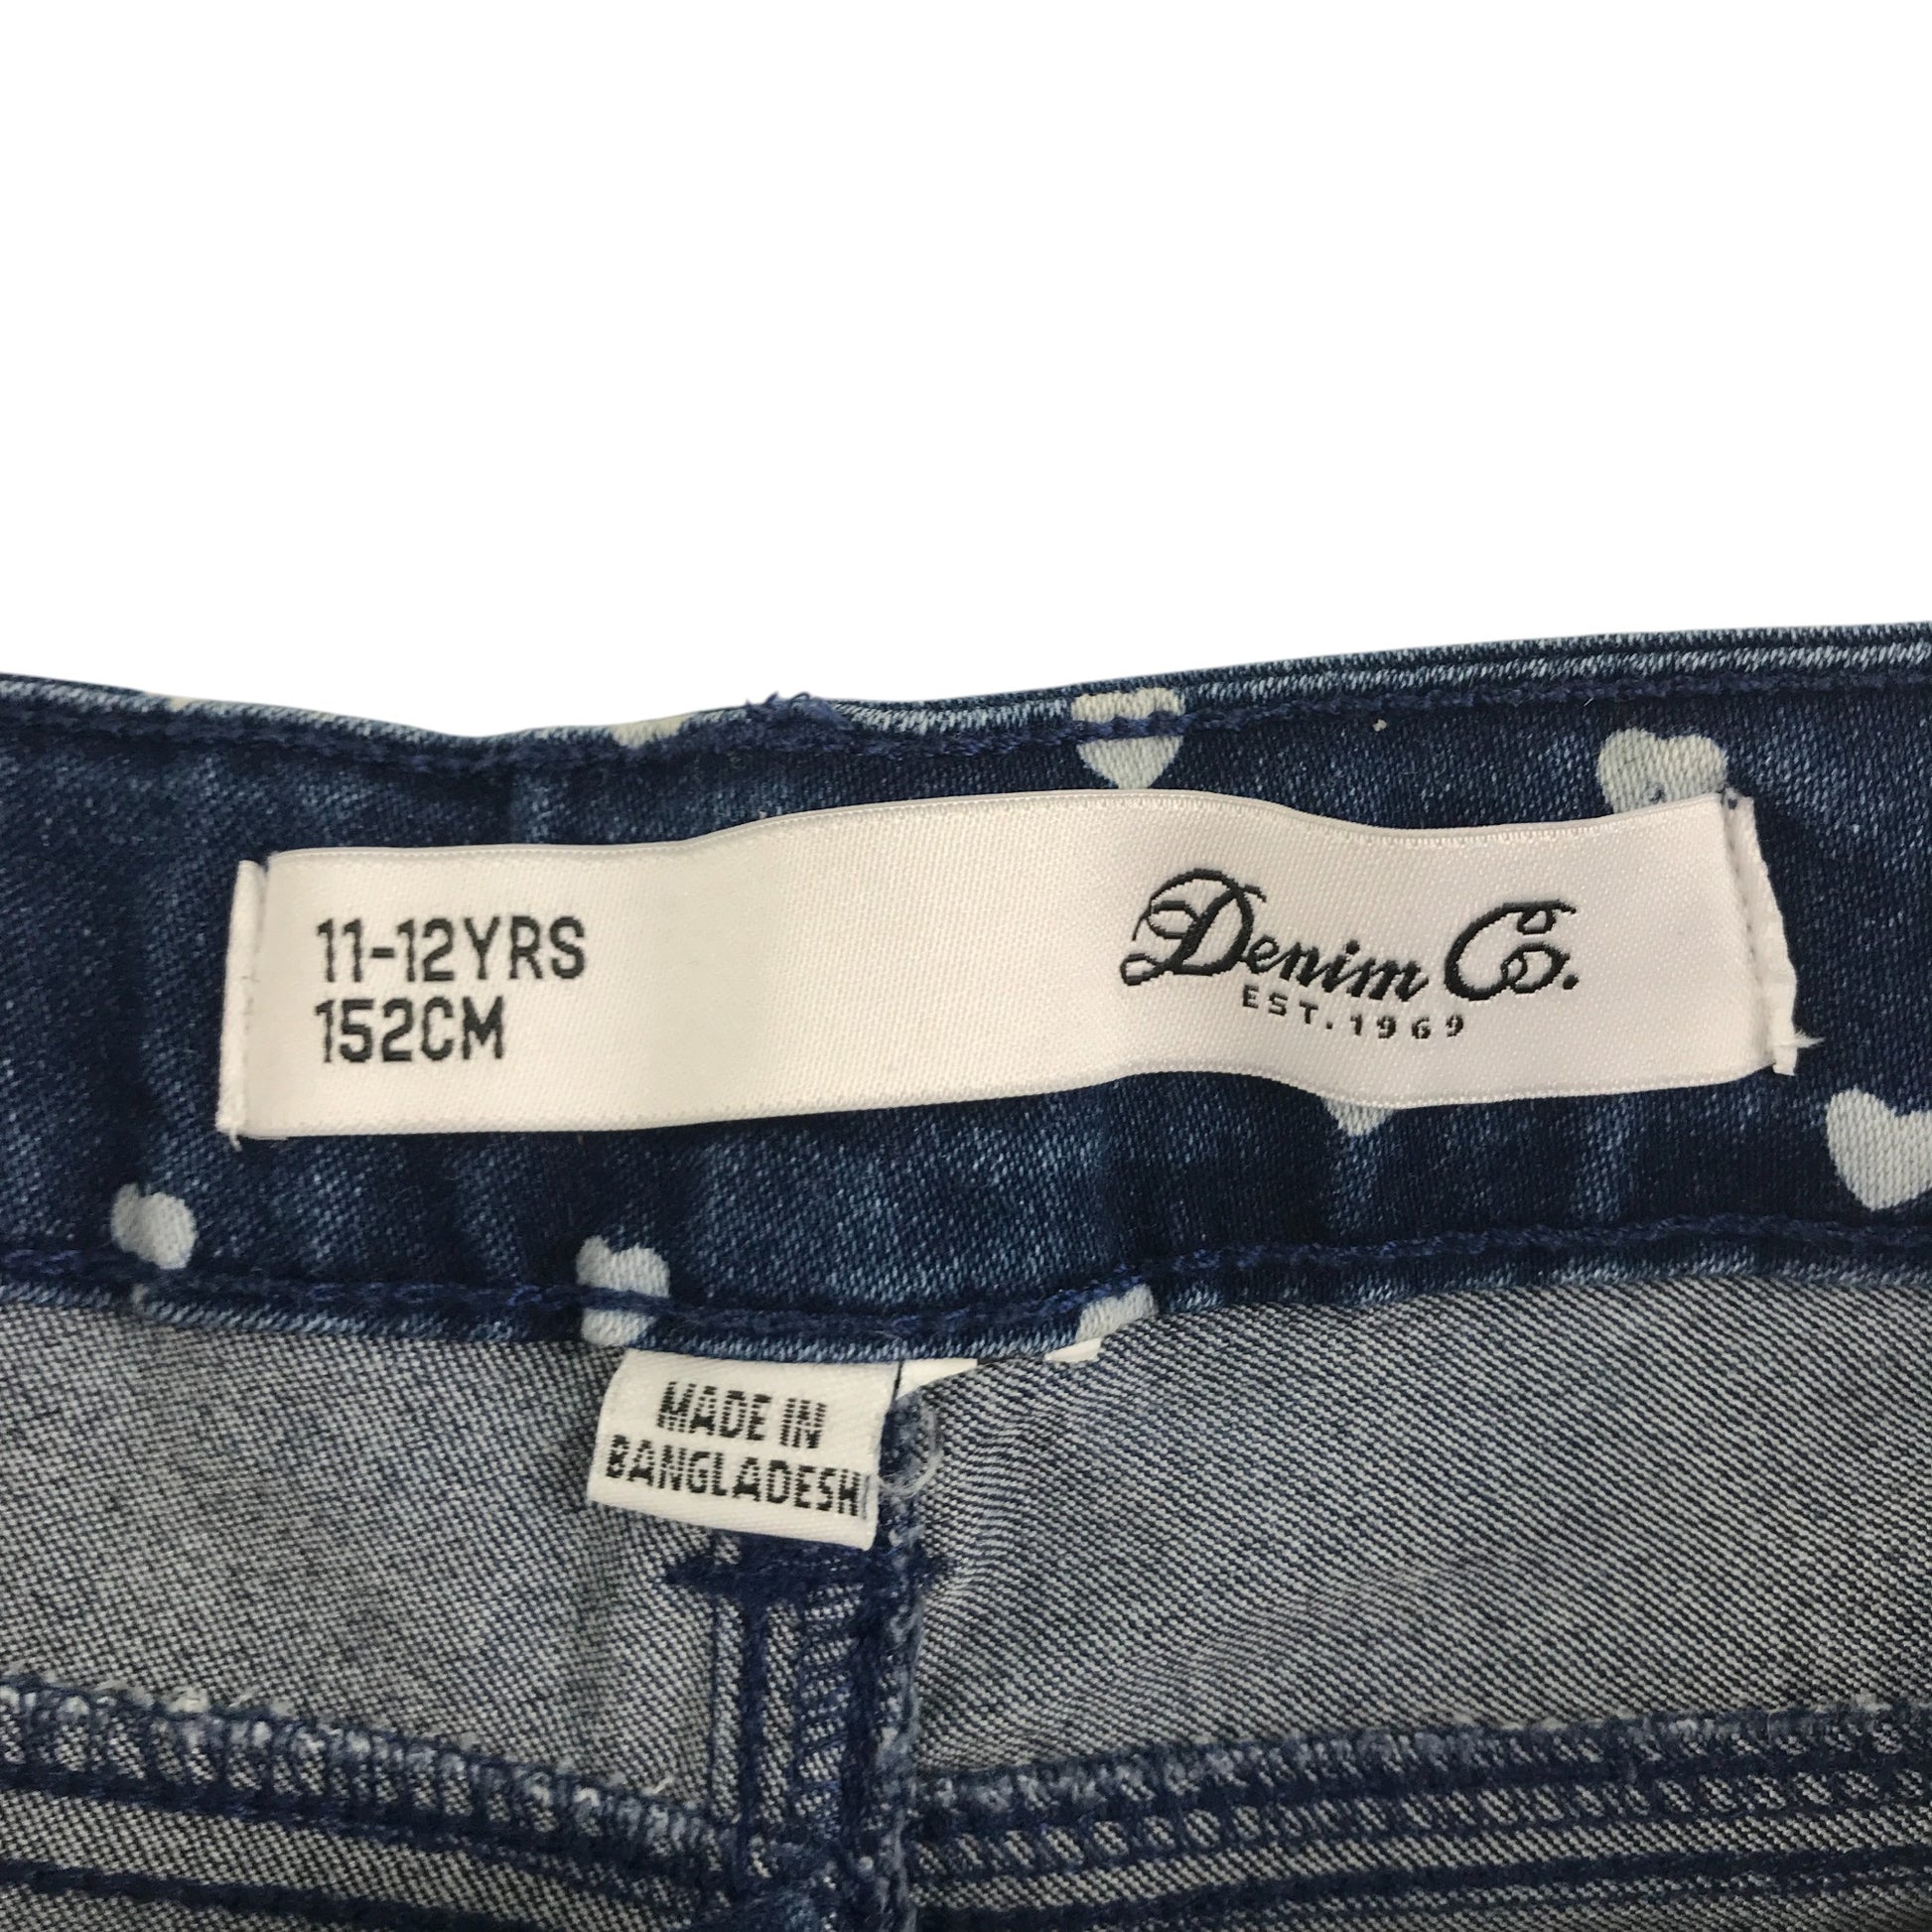 11-12YRS
152CM
Denim Co.
EST. 1969
MADE IN
BANGLADESH